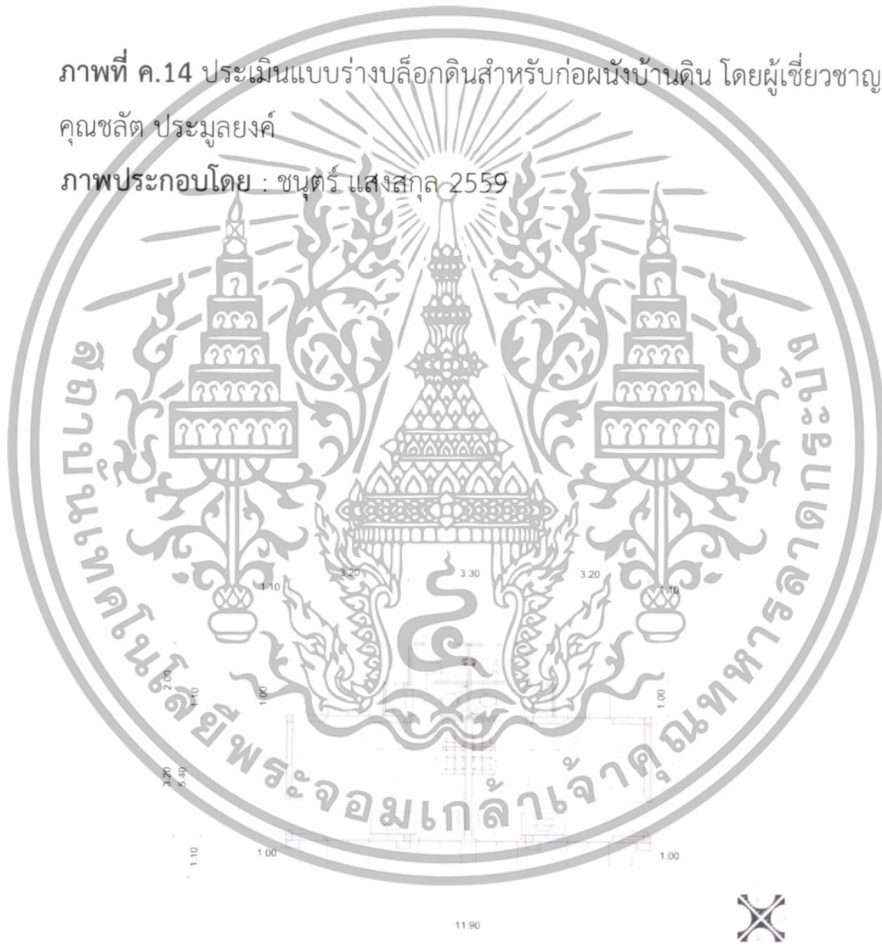 ภาพที่ ค.14 ประเมินแบบร่างบล็อกดินสำหรับก่อผนังบ้านดิน โดยผู้เชี่ยวชาญ
คุณชลัต ประมูลยงค์
ภาพประกอบโดย : ชนุตร์ แสงสกุล 2559
สถาบันเทคโนโลยีพระจอมเกล้าเจ้าคุณทหารลาดกระบัง
1.10 3.20 3.30 3.20 1.10
2.00 1.10 1.00 1.00
3.20 5.40
1.10 1.00 1.00
11.90